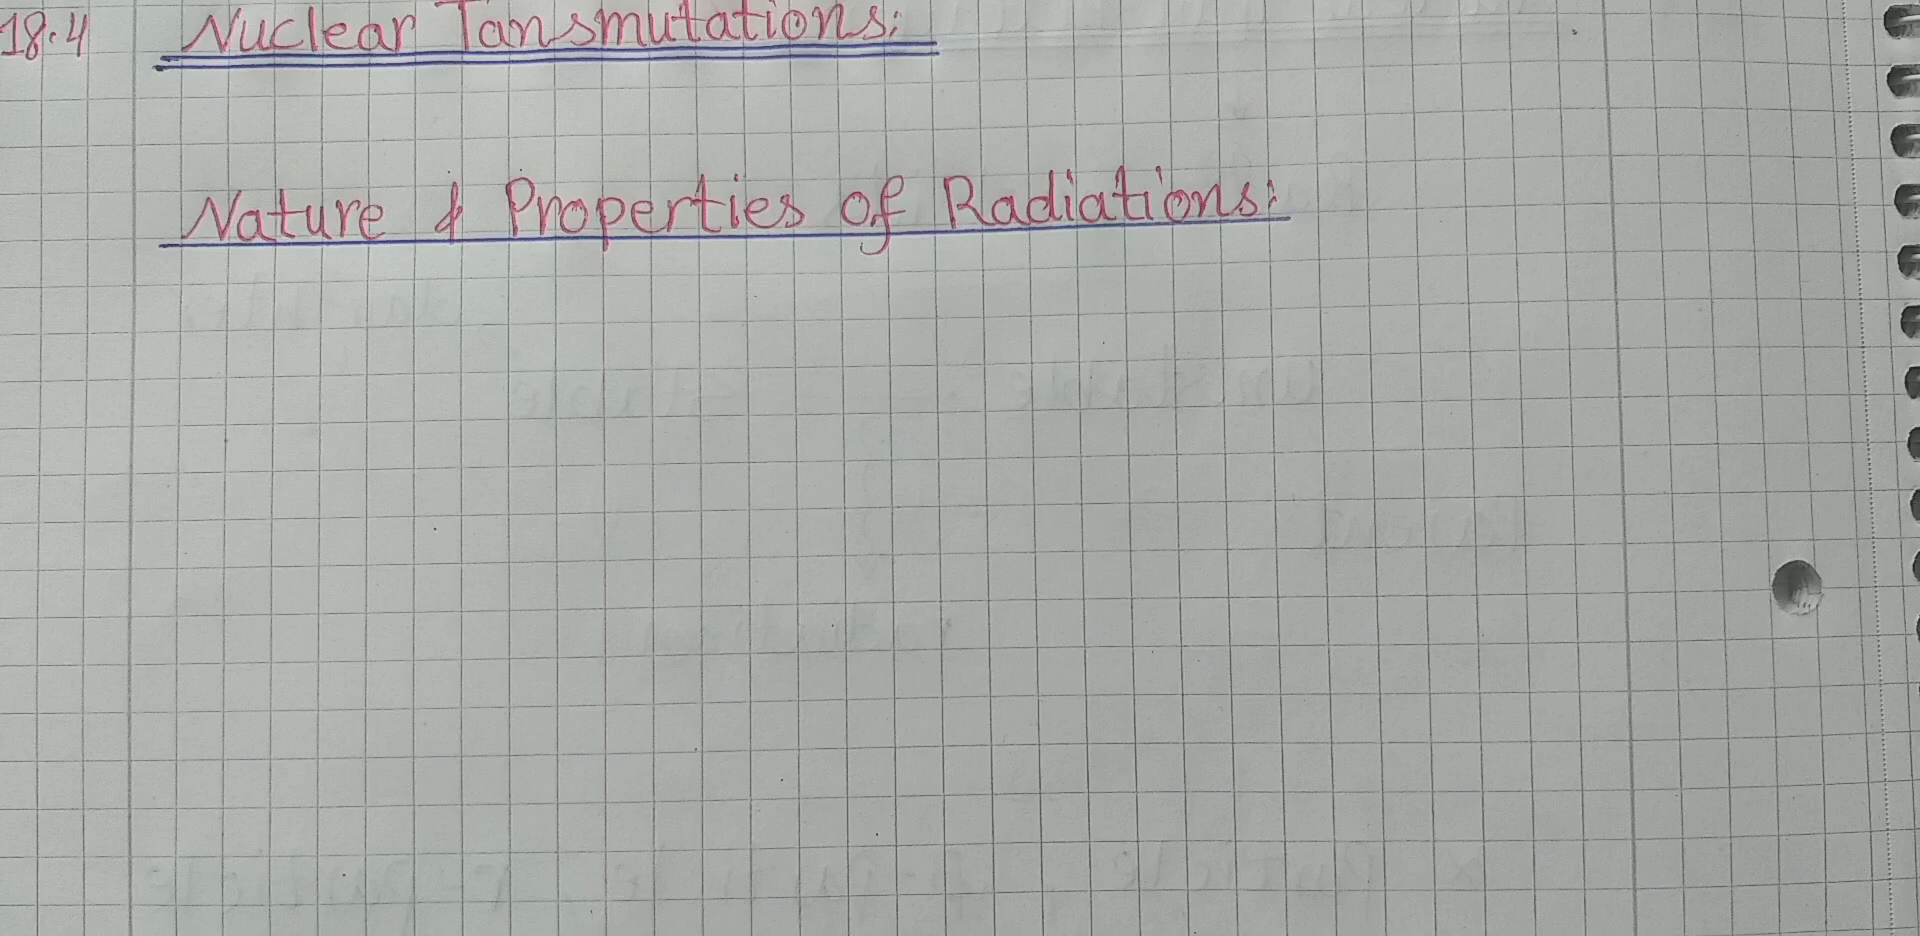 18.4 Nuclear Tansmutations:
Nature & Properties of Radiations: